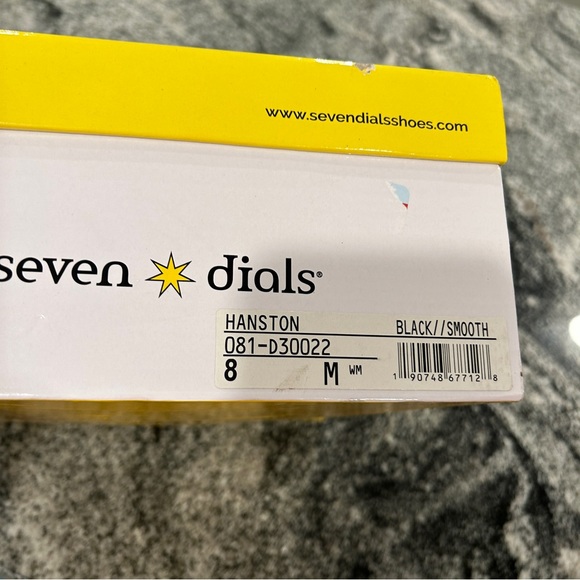 www.sevendialsshoes.com
seven dials®
HANSTON BLACK//SMOOTH
081-D30022
8 M WM
1 90748 67712 8